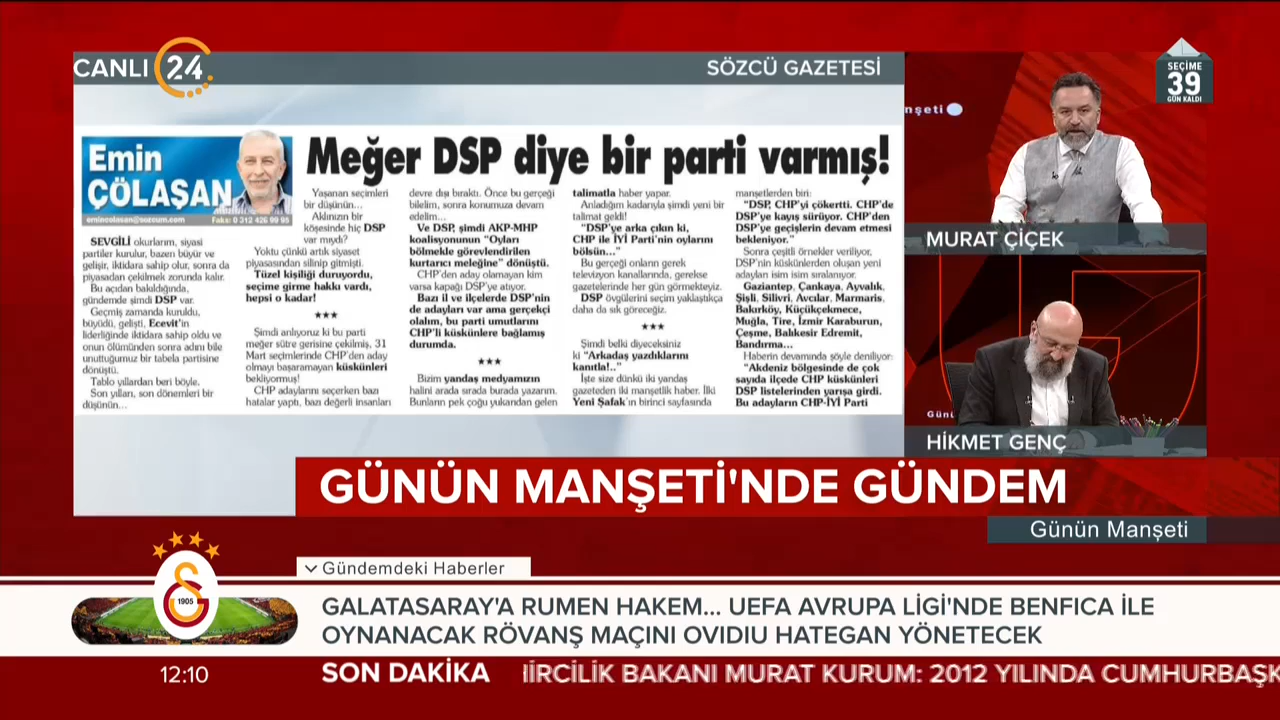 CANLI 24
SÖZCÜ GAZETESİ
SEÇİME
39
GÜN KALDI
nşeti
Emin
ÇÖLAŞAN
emincolasan@sozcum.com Faks: 0 312 426 99 95
Meğer DSP diye bir parti varmış!
SEVGİLİ okurlarım, siyasi
partiler kurulur, bazen büyür ve
gelişir, iktidara sahip olur, sonra da
piyasadan çekilmek zorunda kalır.
Bu açıdan bakıldığında,
gündemde şimdi DSP var.
Geçmiş zamanda kuruldu,
büyüdü, gelişti, Ecevit'in
liderliğinde iktidara sahip oldu ve
onun ölümünden sonra adını bile
unuttuğumuz bir tabela partisine
dönüştü.
Tablo yıllardan beri böyle.
Son yılları, son dönemleri bir
düşünün...
Yaşanan seçimleri
bir düşünün...
Aklınızın bir
köşesinde hiç DSP
var mıydı?
Yoktu çünkü artık siyaset
piyasasından silinip gitmişti.
Tüzel kişiliği duruyordu,
seçime girme hakkı vardı,
hepsi o kadar!
★★★
Şimdi anlıyoruz ki bu parti
meğer sütre gerisine çekilmiş, 31
Mart seçimlerinde CHP'den aday
olmayı başaramayan küskünleri
bekliyormuş!
CHP adaylarını seçerken bazı
hatalar yaptı, bazı değerli insanları
devre dışı bıraktı. Önce bu gerçeği
bilelim, sonra konumuza devam
edelim...
Ve DSP, şimdi AKP-MHP
koalisyonunun “Oyları
bölmekle görevlendirilen
kurtarıcı meleğine” dönüştü.
CHP'den aday olamayan kim
varsa kapağı DSP'ye atıyor.
Bazı il ve ilçelerde DSP'nin
de adayları var ama gerçekçi
olalım, bu parti umutlarını
CHP'li küskünlere bağlamış
durumda.
★★★
Bizim yandaş medyamızın
halini arada sırada burada yazarım.
Bunların pek çoğu yukarıdan gelen
talimatla haber yapar.
Anladığım kadarıyla şimdi yeni bir
talimat geldi!
“DSP'ye arka çıkın ki,
CHP ile İYİ Parti'nin oylarını
bölsün...”
Bu gerçeği onların gerek
televizyon kanallarında, gerekse
gazetelerinde her gün görmekteyiz.
DSP övgülerini seçim yaklaştıkça
daha da sık göreceğiz.
★★★
Şimdi belki diyeceksiniz
ki “Arkadaş yazdıklarını
kanıtla!..”
İşte size dünkü iki yandaş
gazeteden iki manşetlik haber. İlki
Yeni Şafak'ın birinci sayfasında
manşetlerden biri:
“DSP, CHP'yi çökertti. CHP'de
DSP'ye kayış sürüyor. CHP'den
DSP'ye geçişlerin devam etmesi
bekleniyor.”
Sonra çeşitli örnekler veriliyor,
DSP'nin küskünlerden oluşan yeni
adayları isim isim sıralanıyor.
Gaziantep, Çankaya, Ayvalık,
Şişli, Silivri, Avcılar, Marmaris,
Bakırköy, Küçükçekmece,
Muğla, Tire, İzmir Karaburun,
Çeşme, Balıkesir Edremit,
Bandırma...
Haberin devamında şöyle deniliyor:
“Akdeniz bölgesinde de çok
sayıda ilçede CHP küskünleri
DSP listelerinden yarışa girdi.
Bu adayların CHP-İYİ Parti
MURAT ÇİÇEK
Günü
HİKMET GENÇ
GÜNÜN MANŞETİ'NDE GÜNDEM
Günün Manşeti
Gündemdeki Haberler
1905
GALATASARAY'A RUMEN HAKEM... UEFA AVRUPA LİGİ'NDE BENFICA İLE
OYNANACAK RÖVANŞ MAÇINI OVIDIU HATEGAN YÖNETECEK
12:10 SON DAKİKA İİRCİLİK BAKANI MURAT KURUM: 2012 YILINDA CUMHURBAŞK